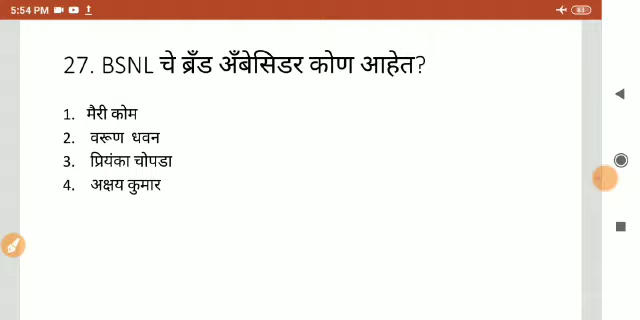 5:54 PM
27. BSNL चे ब्रँड अँबेसिडर कोण आहेत?
1. मैरी कोम
2. वरूण धवन
3. प्रियंका चोपडा
4. अक्षय कुमार